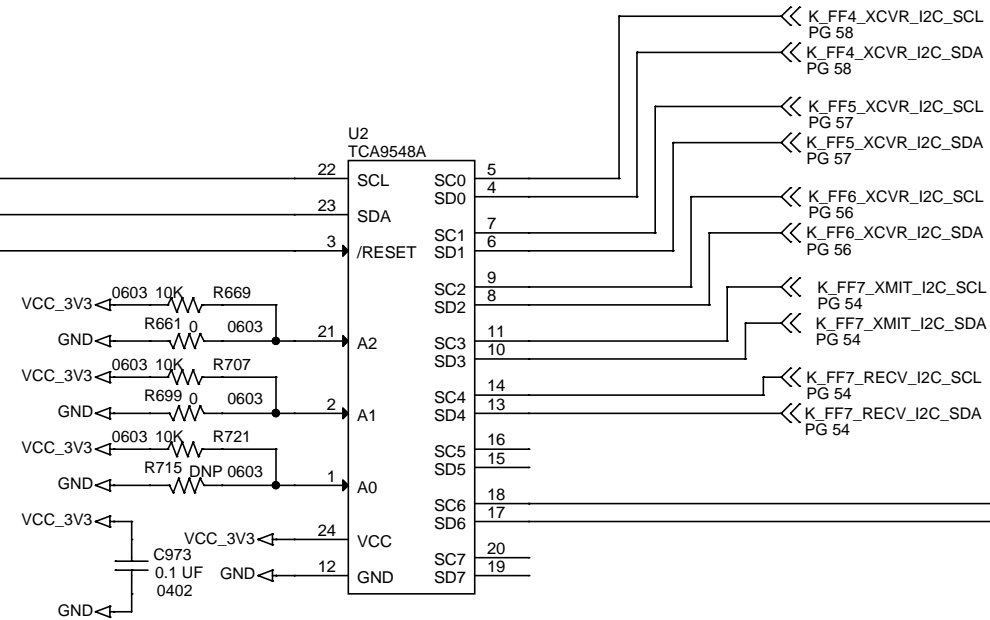 K_FF4_XCVR_I2C_SCL
PG 58
K_FF4_XCVR_I2C_SDA
PG 58
K_FF5_XCVR_I2C_SCL
PG 57
K_FF5_XCVR_I2C_SDA
PG 57
K_FF6_XCVR_I2C_SCL
PG 56
K_FF6_XCVR_I2C_SDA
PG 56
K_FF7_XMIT_I2C_SCL
PG 54
K_FF7_XMIT_I2C_SDA
PG 54
K_FF7_RECV_I2C_SCL
PG 54
K_FF7_RECV_I2C_SDA
PG 54
U2
TCA9548A
22 SCL
23 SDA
3 /RESET
VCC_3V3 0603 10K R669
GND R661 0 0603 21 A2
VCC_3V3 0603 10K R707
GND R699 0 0603 2 A1
VCC_3V3 0603 10K R721
GND R715 DNP 0603 1 A0
VCC_3V3 24 VCC
GND 12 GND
VCC_3V3
C973
0.1 UF
0402
GND
SC0 5
SD0 4
SC1 7
SD1 6
SC2 9
SD2 8
SC3 11
SD3 10
SC4 14
SD4 13
SC5 16
SD5 15
SC6 18
SD6 17
SC7 20
SD7 19